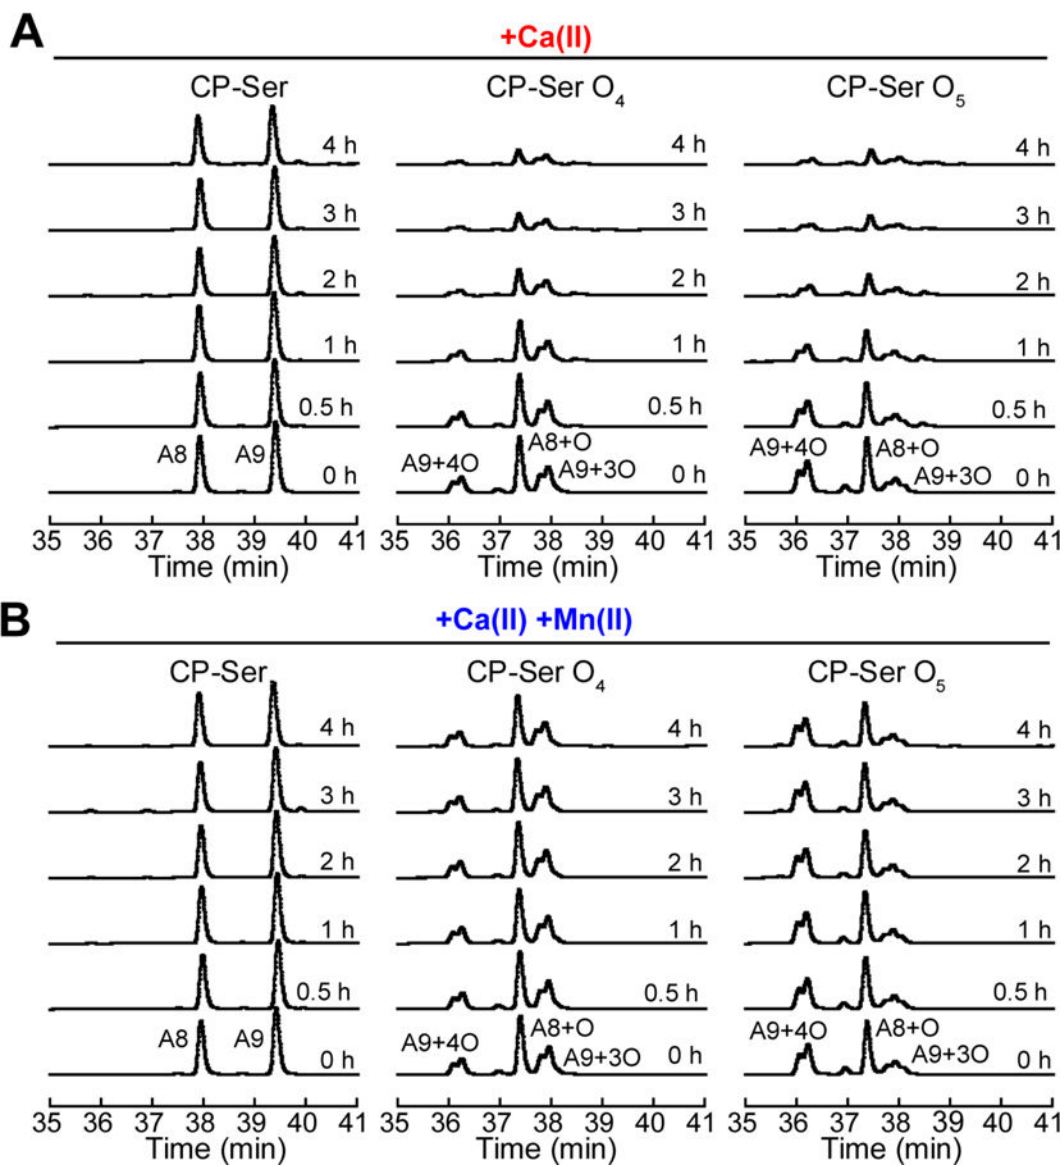 A
+Ca(II)
CP-Ser CP-Ser O4 CP-Ser O5
4 h 4 h 4 h
3 h 3 h 3 h
2 h 2 h 2 h
1 h 1 h 1 h
0.5 h 0.5 h 0.5 h
A8 A9 0 h A9+4O A8+O A9+3O 0 h A9+4O A8+O A9+3O 0 h
35 36 37 38 39 40 41 35 36 37 38 39 40 41 35 36 37 38 39 40 41
Time (min) Time (min) Time (min)
B
+Ca(II) +Mn(II)
CP-Ser CP-Ser O4 CP-Ser O5
4 h 4 h 4 h
3 h 3 h 3 h
2 h 2 h 2 h
1 h 1 h 1 h
0.5 h 0.5 h 0.5 h
A8 A9 0 h A9+4O A8+O A9+3O 0 h A9+4O A8+O A9+3O 0 h
35 36 37 38 39 40 41 35 36 37 38 39 40 41 35 36 37 38 39 40 41
Time (min) Time (min) Time (min)